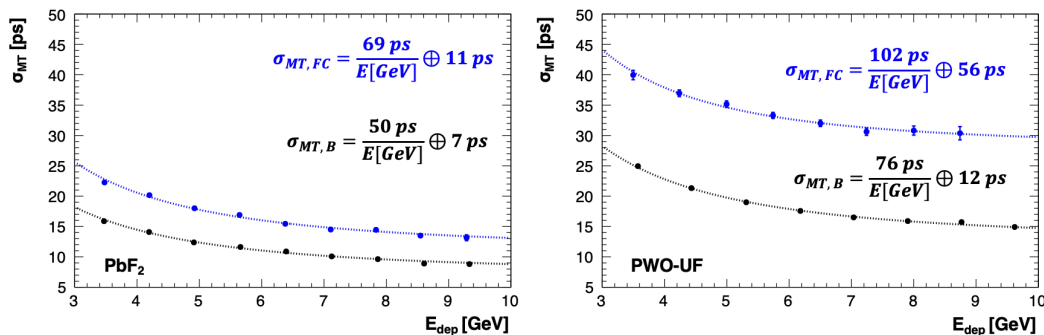 σMT [ps]
50
45
40
35
30
25
20
15
10
5
σMT, FC = 69 ps / E[GeV] ⊕ 11 ps
σMT, B = 50 ps / E[GeV] ⊕ 7 ps
PbF2
3 4 5 6 7 8 9 10
Edep [GeV]
σMT [ps]
50
45
40
35
30
25
20
15
10
5
σMT, FC = 102 ps / E[GeV] ⊕ 56 ps
σMT, B = 76 ps / E[GeV] ⊕ 12 ps
PWO-UF
3 4 5 6 7 8 9 10
Edep [GeV]